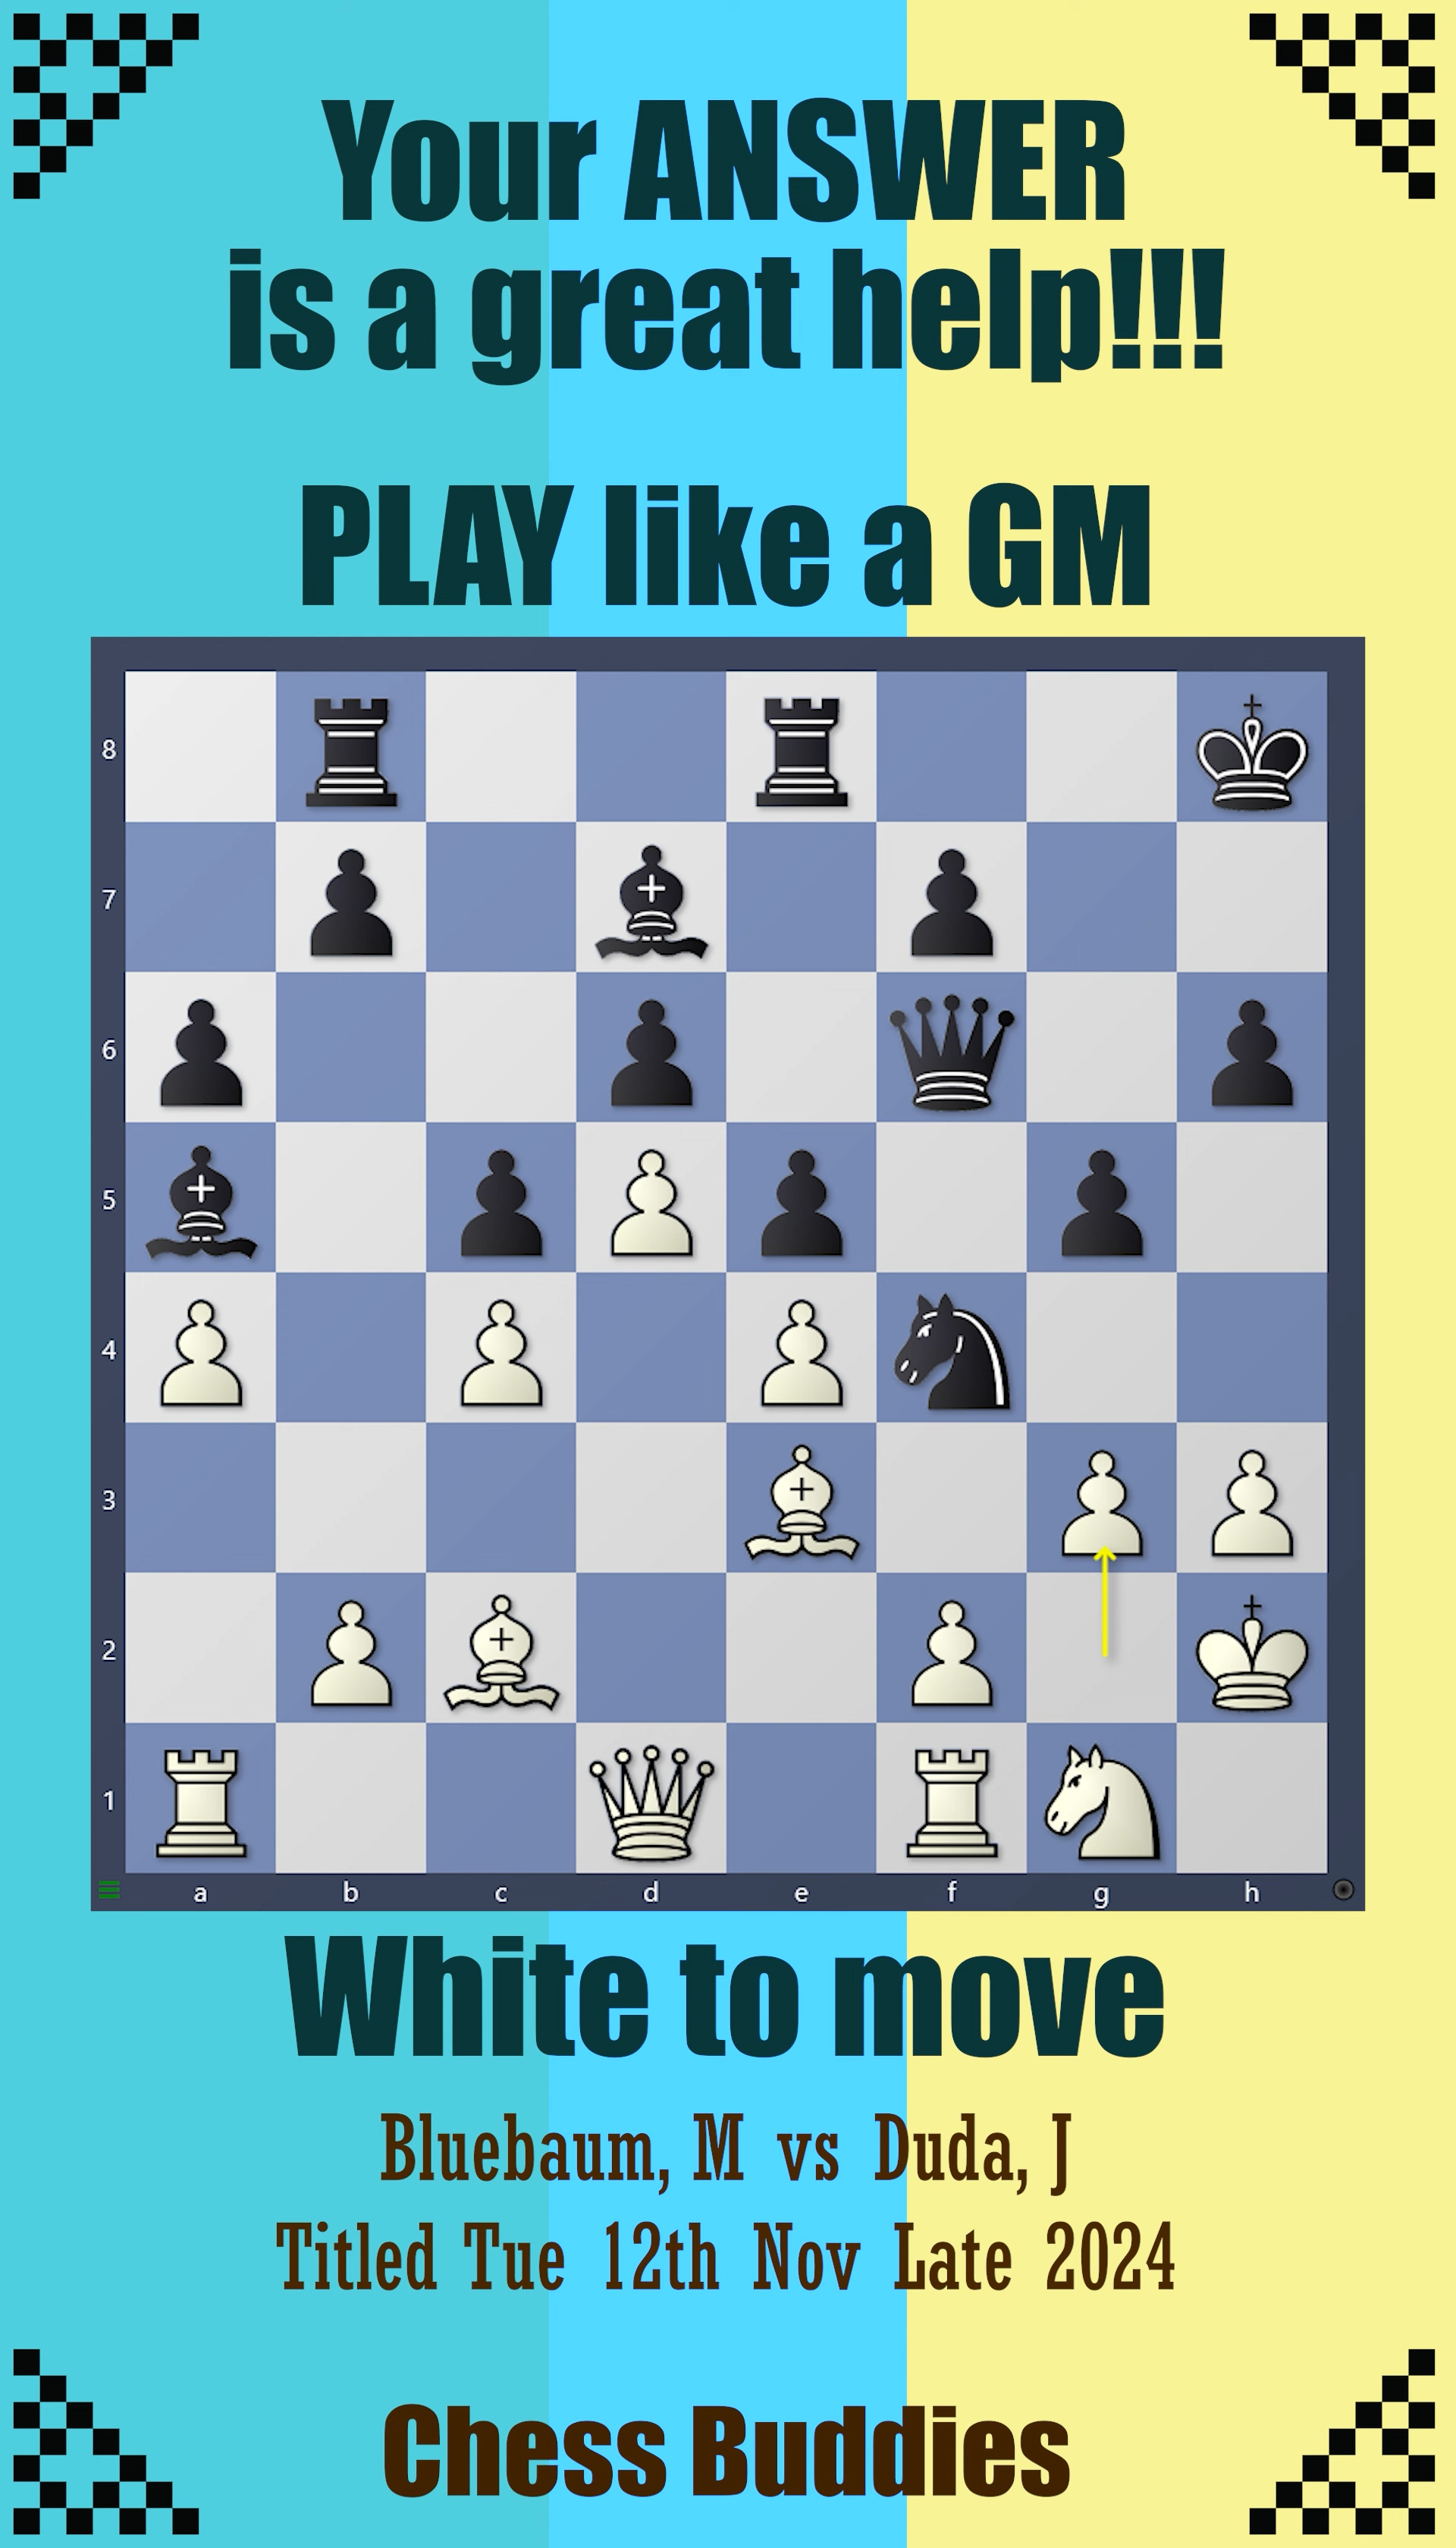 Your ANSWER
is a great help!!!
PLAY like a GM
8
7
6
5
4
3
2
1
a b c d e f g h
White to move
Bluebaum, M vs Duda, J
Titled Tue 12th Nov Late 2024
Chess Buddies